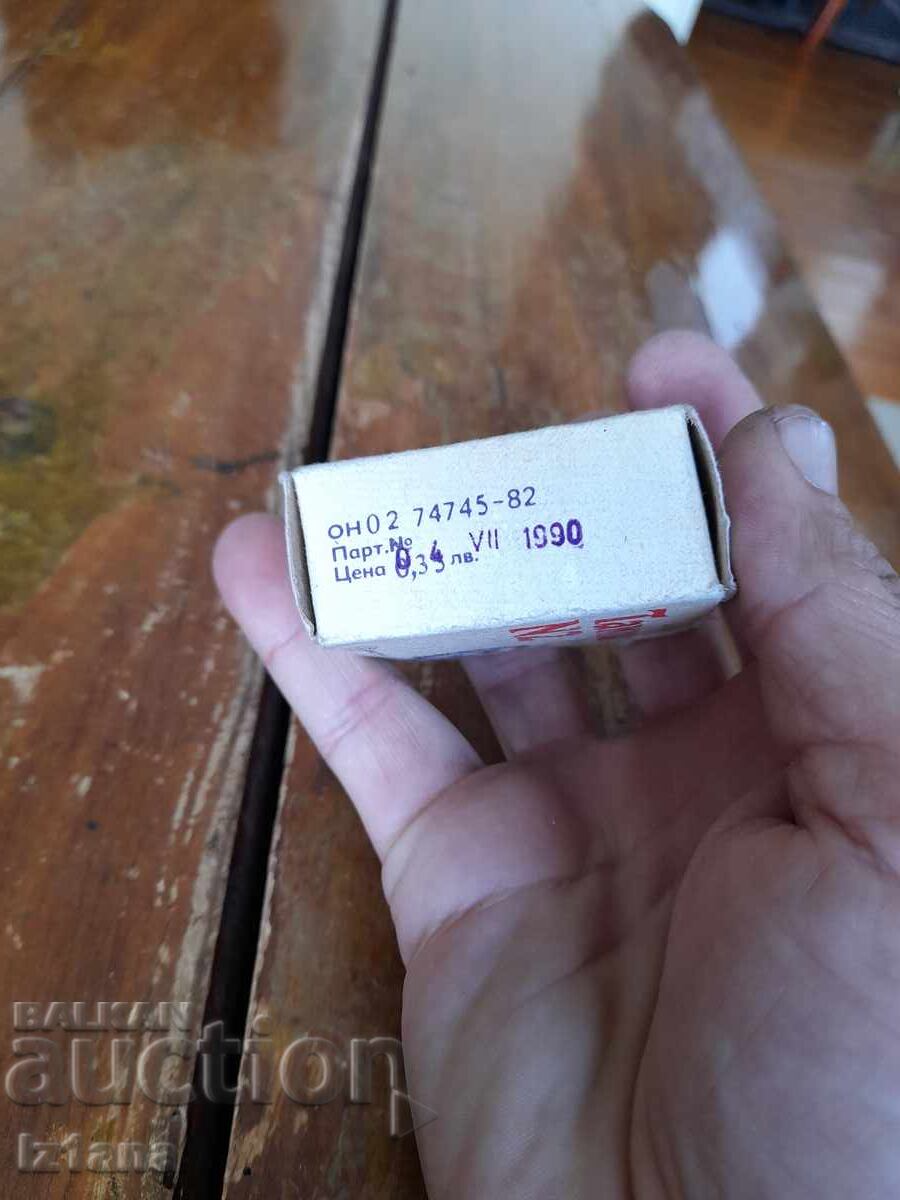 ОН02 74745-82
Парт.№
04 VII 1990
Цена 0,35 лв.
BALKAN
auction
Iz1ana